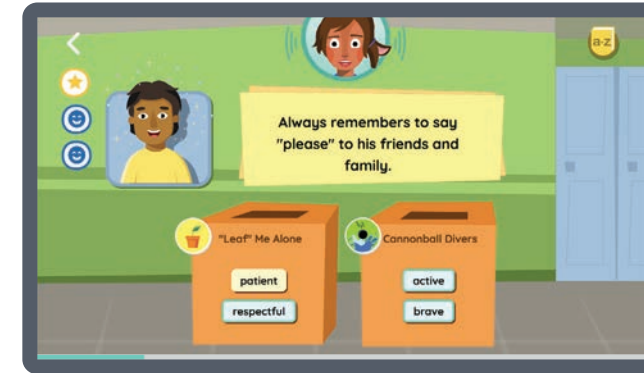 a-z
Always remembers to say
"please" to his friends and
family.
"Leaf" Me Alone
patient
respectful
Cannonball Divers
active
brave